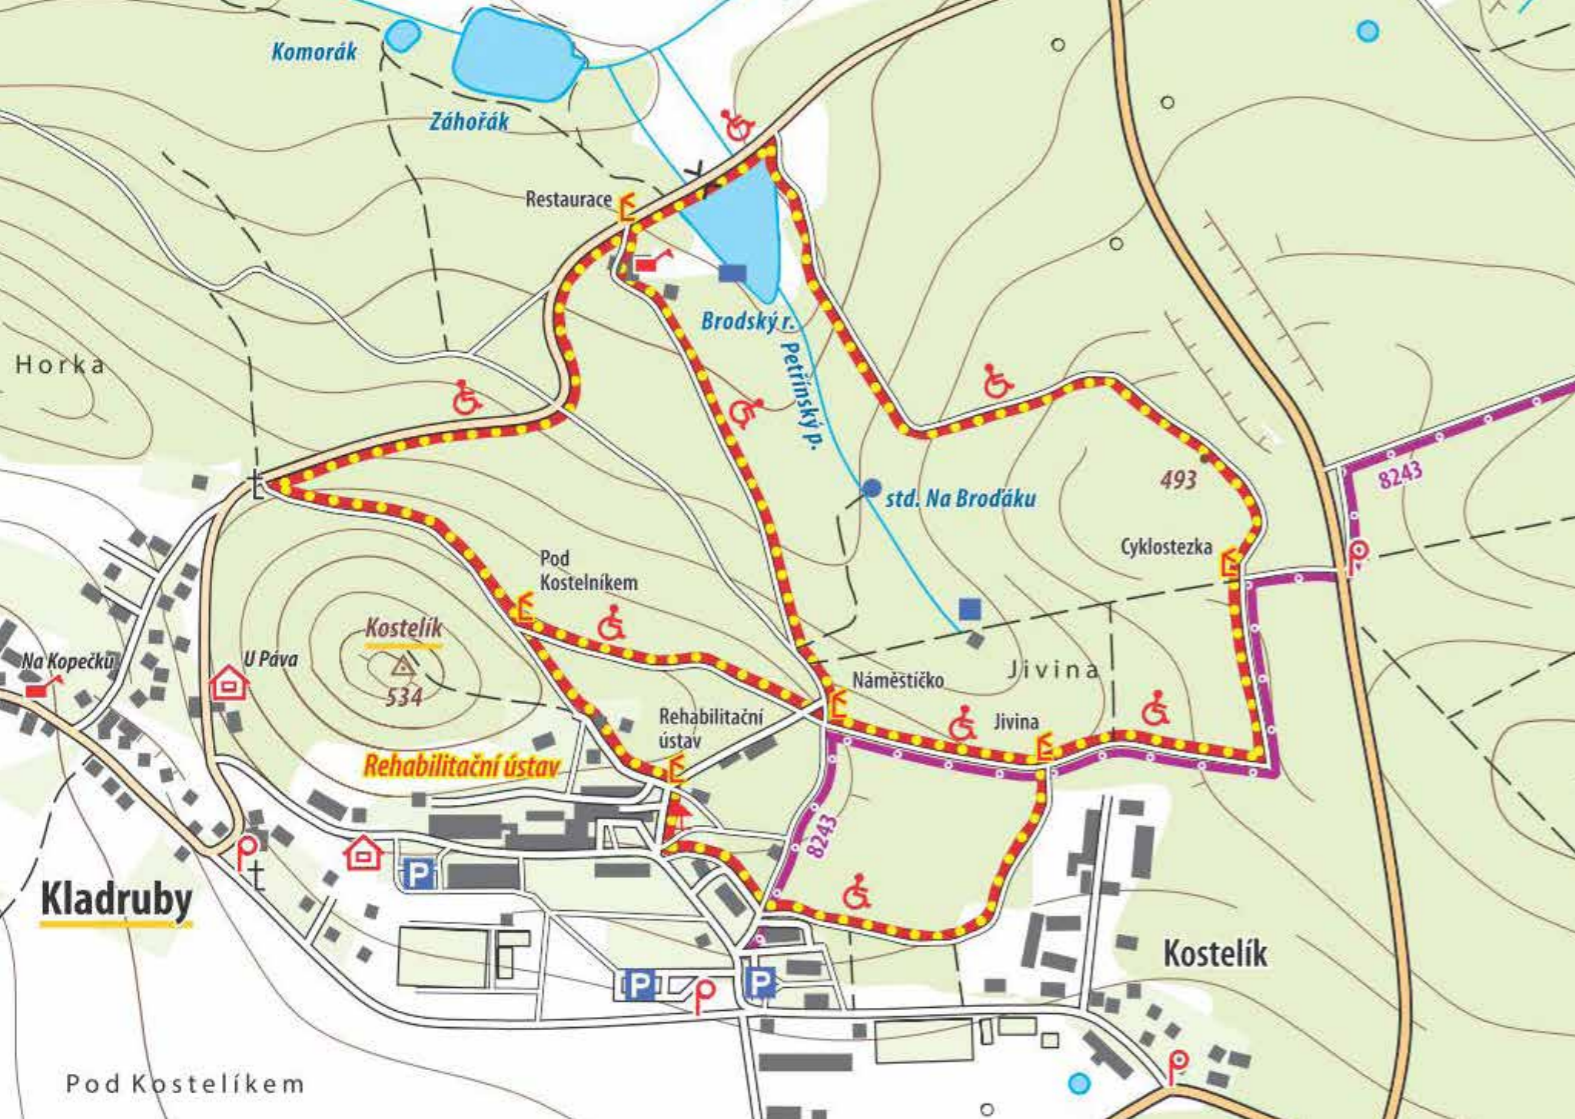 Komorák
Záhořák
Restaurace
Horka
Brodský r.
Petřínský p.
8243
493
std. Na Broďáku
Cyklostezka
Pod
Kostelníkem
Kostelík
534
Na Kopečku
U Páva
Jivina
Náměstíčko
Rehabilitační
ústav
Jivina
Rehabilitační ústav
8243
P
Kladruby
Kostelík
P
P
Pod Kostelíkem